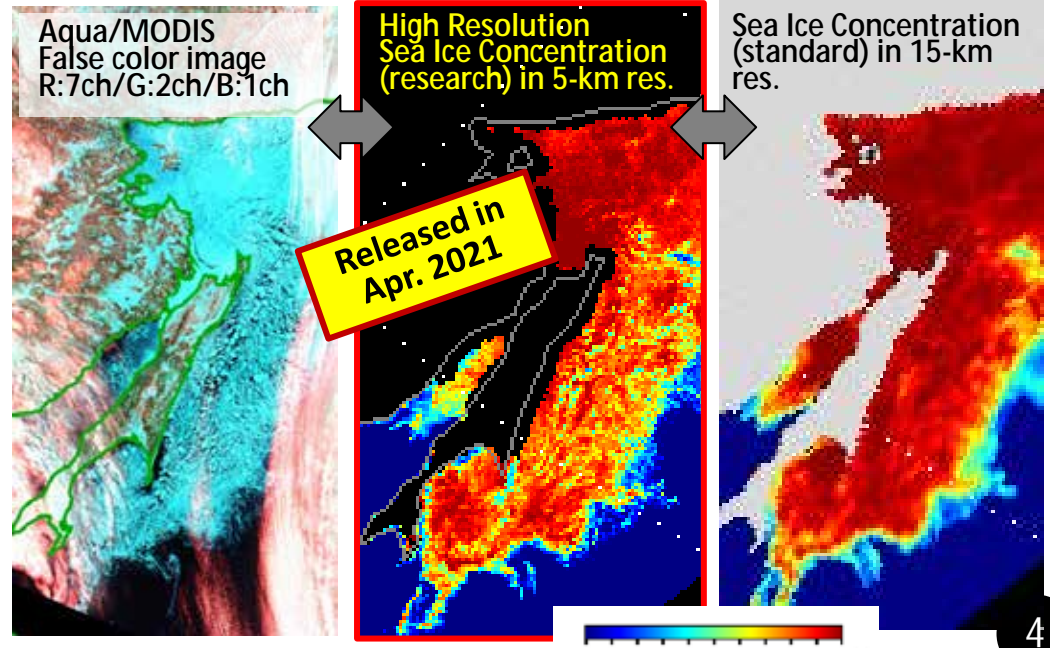 Aqua/MODIS
False color image
R:7ch/G:2ch/B:1ch
High Resolution
Sea Ice Concentration
(research) in 5-km res.
Sea Ice Concentration
(standard) in 15-km
res.
Released in
Apr. 2021
4